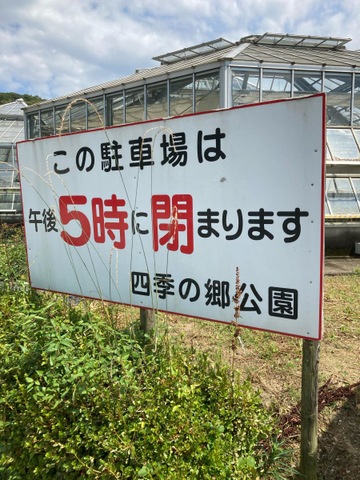 この駐車場は
午後5時に閉まります
四季の郷公園